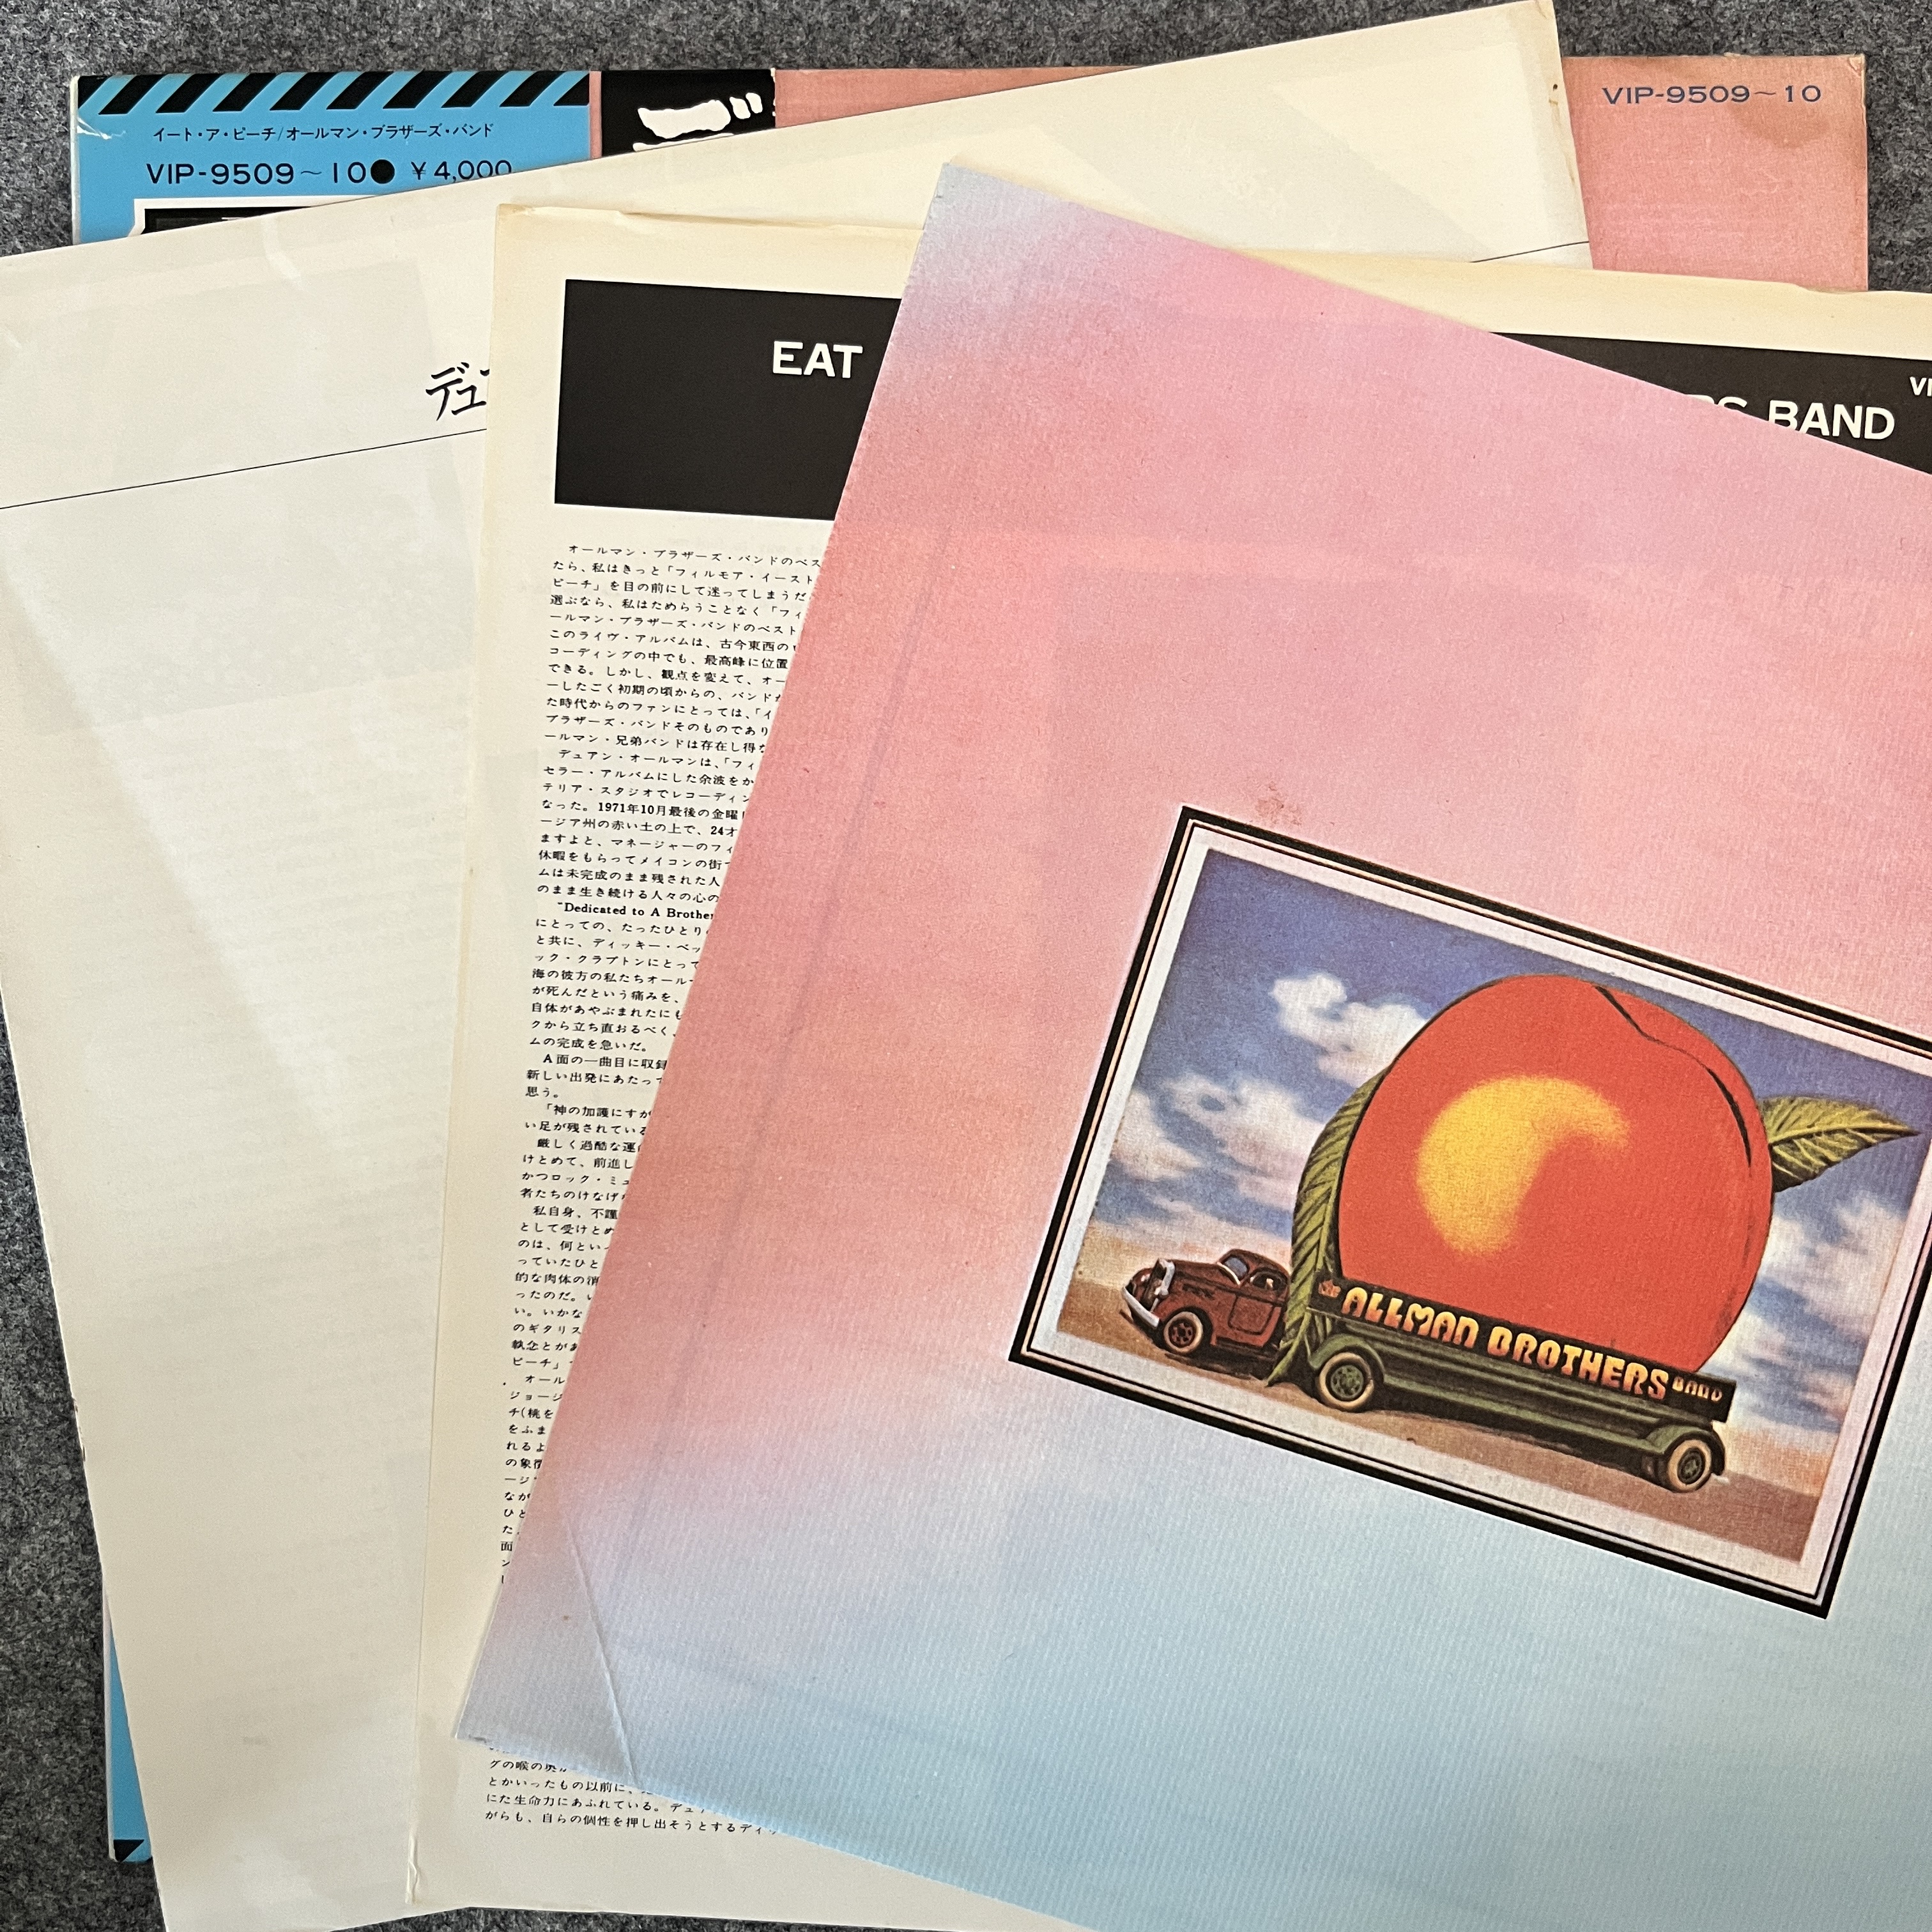 イート・ア・ピーチ/オールマン・ブラザーズ・バンド
VIP-9509~10● ¥4,000
VIP-9509~10
デュ
EAT
BAND
オールマン・ブラザーズ・バンドのベス
たら、私はきっと「フィルモア・イースト
ピーチ」を目の前にして迷ってしまうだ
選ぶなら、私はためらうことなく「フィ
ールマン・ブラザーズ・バンドのベスト
このライヴ・アルバムは、古今東西の
コーディングの中でも、最高峰に位置
できる。しかし、観点を変えて、オー
ーしたごく初期の頃からの、バンドが
た時代からのファンにとっては、「イ
ブラザーズ・バンドそのものであり
ールマン・兄弟バンドは存在し得な
デュアン・オールマンは、「フィ
セラー・アルバムにした余波をか
テリア・スタジオでレコーディン
なった。1971年10月最後の金曜
ージア州の赤い土の上で、24才
ますよと、マネージャーのフィ
休暇をもらってメイコンの街
ムは未完成のまま残された人
のまま生き続ける人々の心の
“Dedicated to A Brother
にとっての、たったひとり
と共に、ディッキー・ベッ
ック・クラプトンにとって
海の彼方の私たちオール
が死んだという痛みを、
自体があやぶまれたにも
クから立ち直おるべく、
ムの完成を急いだ。
A面の一曲目に収録
新しい出発にあたって
思う。
「神の加護にすが
い足が残されている
厳しく過酷な運
けとめて、前進し
かつロック・ミュ
者たちのけなげ
私自身、不謹
として受けとめ
のは、何とい
っていたひと
的な肉体の消
ったのだ。
い。いかな
のギタリス
執念とがあ
ピーチ」
オール
ジョージ
チ(桃を
をふま
れるよ
の象徴
ージ
なが
ひと
た
面
ン
グの喉の奥か
とかいったもの以前に、
にた生命力にあふれている。デュア
がらも、自らの個性を押し出そうとするディッ
the ALLMAN BROTHERS BAND